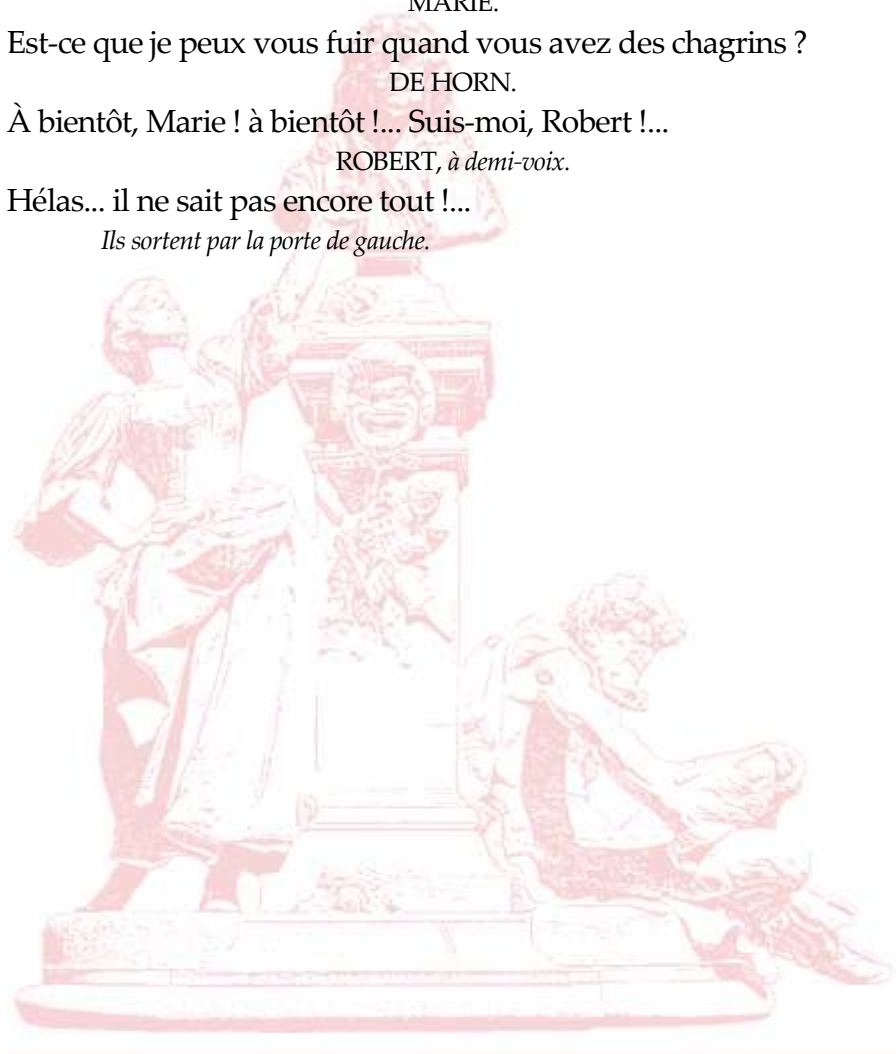 MARIE.
Est-ce que je peux vous fuir quand vous avez des chagrins ?
DE HORN.
À bientôt, Marie ! à bientôt !... Suis-moi, Robert !...
ROBERT, à demi-voix.
Hélas... il ne sait pas encore tout !...
Ils sortent par la porte de gauche.